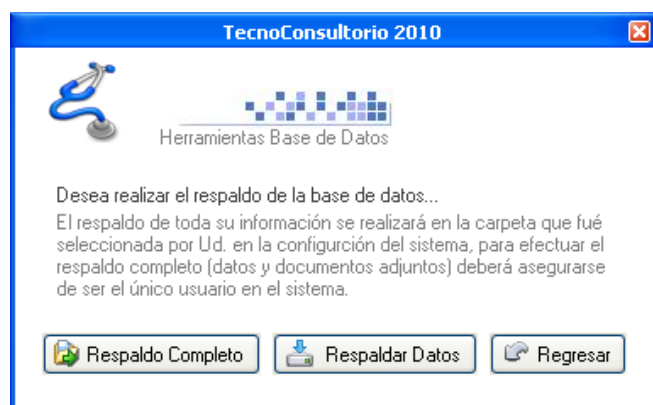 TecnoConsultorio 2010
Herramientas Base de Datos
Desea realizar el respaldo de la base de datos...
El respaldo de toda su información se realizará en la carpeta que fué
seleccionada por Ud. en la configurción del sistema, para efectuar el
respaldo completo (datos y documentos adjuntos) deberá asegurarse
de ser el único usuario en el sistema.
Respaldo Completo
Respaldar Datos
Regresar